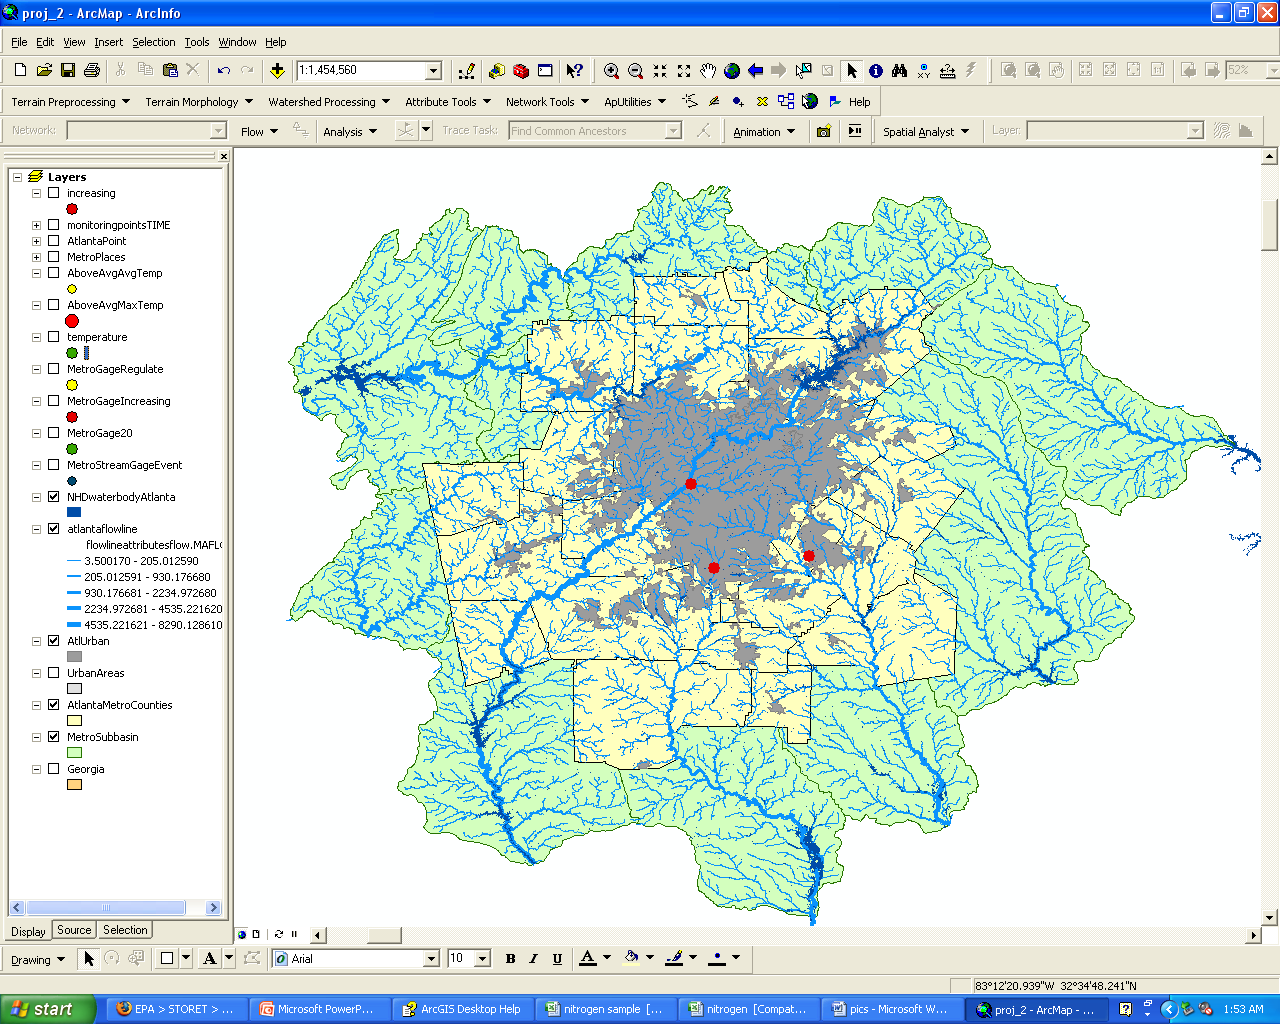 proj_2 - ArcMap - ArcInfo
File Edit View Insert Selection Tools Window Help
1:1,454,560 52%
Terrain Preprocessing Terrain Morphology Watershed Processing Attribute Tools Network Tools ApUtilities Help
Network: Flow Analysis Trace Task: Find Common Ancestors Animation Spatial Analyst Layer:
Layers
increasing
monitoringpointsTIME
AtlantaPoint
MetroPlaces
AboveAvgAvgTemp
AboveAvgMaxTemp
temperature
MetroGageRegulate
MetroGageIncreasing
MetroGage20
MetroStreamGageEvent
NHDwaterbodyAtlanta
atlantaflowline
flowlineattributesflow.MAFLO
3.500170 - 205.012590
205.012591 - 930.176680
930.176681 - 2234.972680
2234.972681 - 4535.221620
4535.221621 - 8290.128610
AtlUrban
UrbanAreas
AtlantaMetroCounties
MetroSubbasin
Georgia
Display Source Selection
Drawing A Arial 10 B I U A
83°12'20.939"W 32°34'48.241"N
start EPA > STORET > ... Microsoft PowerP... ArcGIS Desktop Help nitrogen sample [... nitrogen [Compat... pics - Microsoft W... proj_2 - ArcMap - ... 1:53 AM